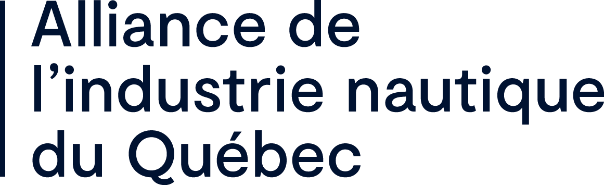 Alliance de
l’industrie nautique
du Québec